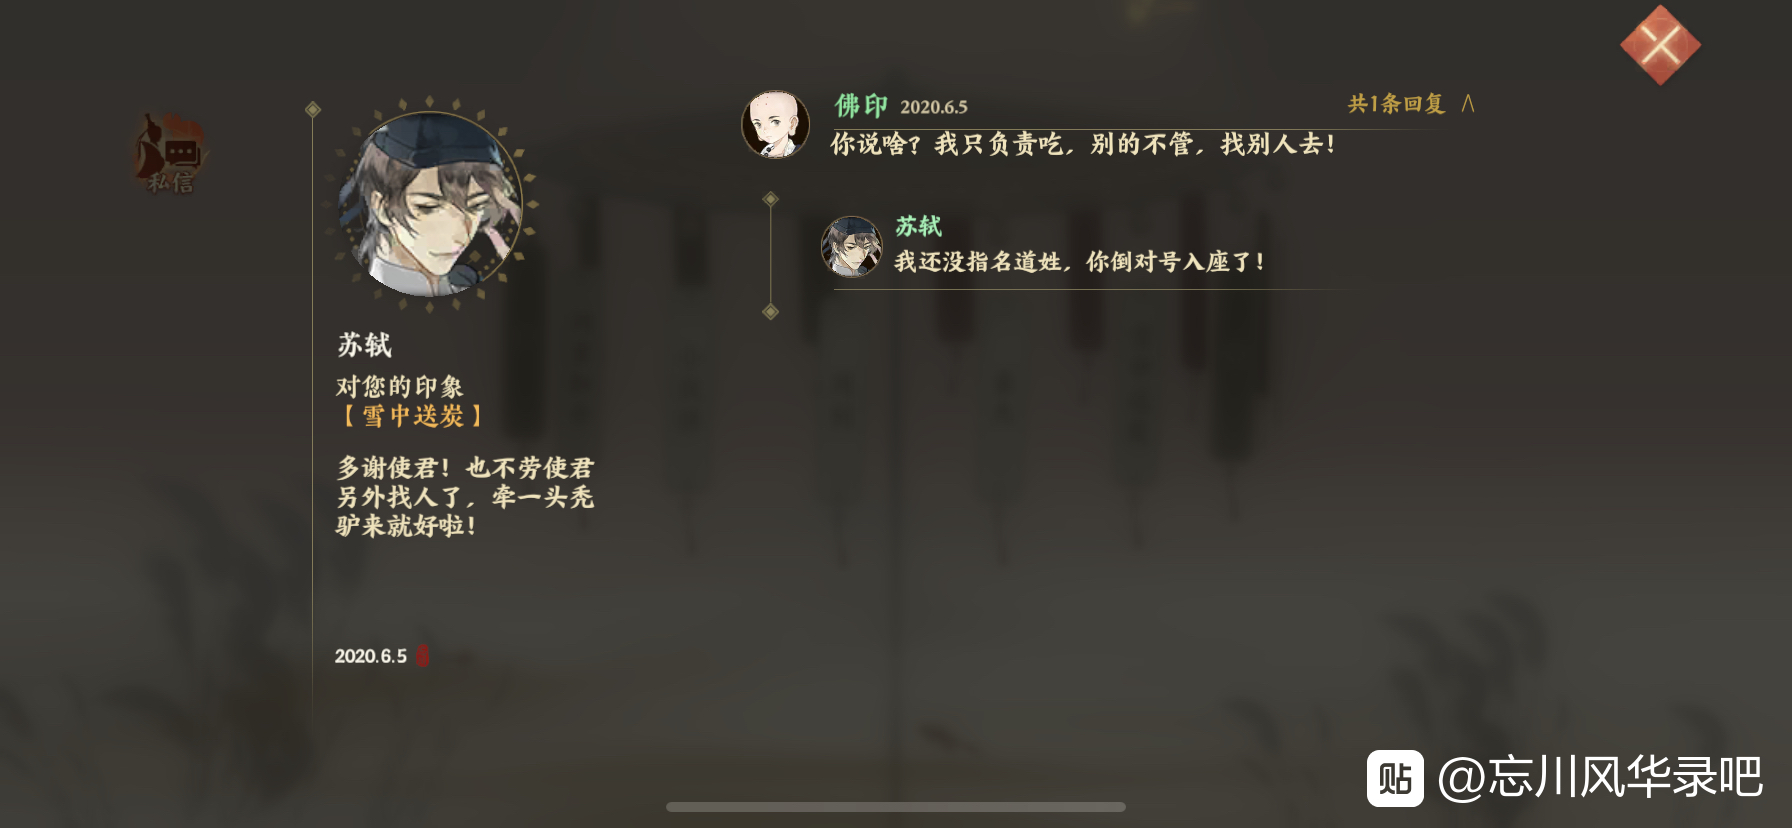 私信
苏轼
对您的印象
【雪中送炭】
多谢使君！也不劳使君
另外找人了，牵一头秃
驴来就好啦！
2020.6.5
佛印 2020.6.5
共1条回复
你说啥？我只负责吃，别的不管，找别人去！
苏轼
我还没指名道姓，你倒对号入座了！
贴 @忘川风华录吧